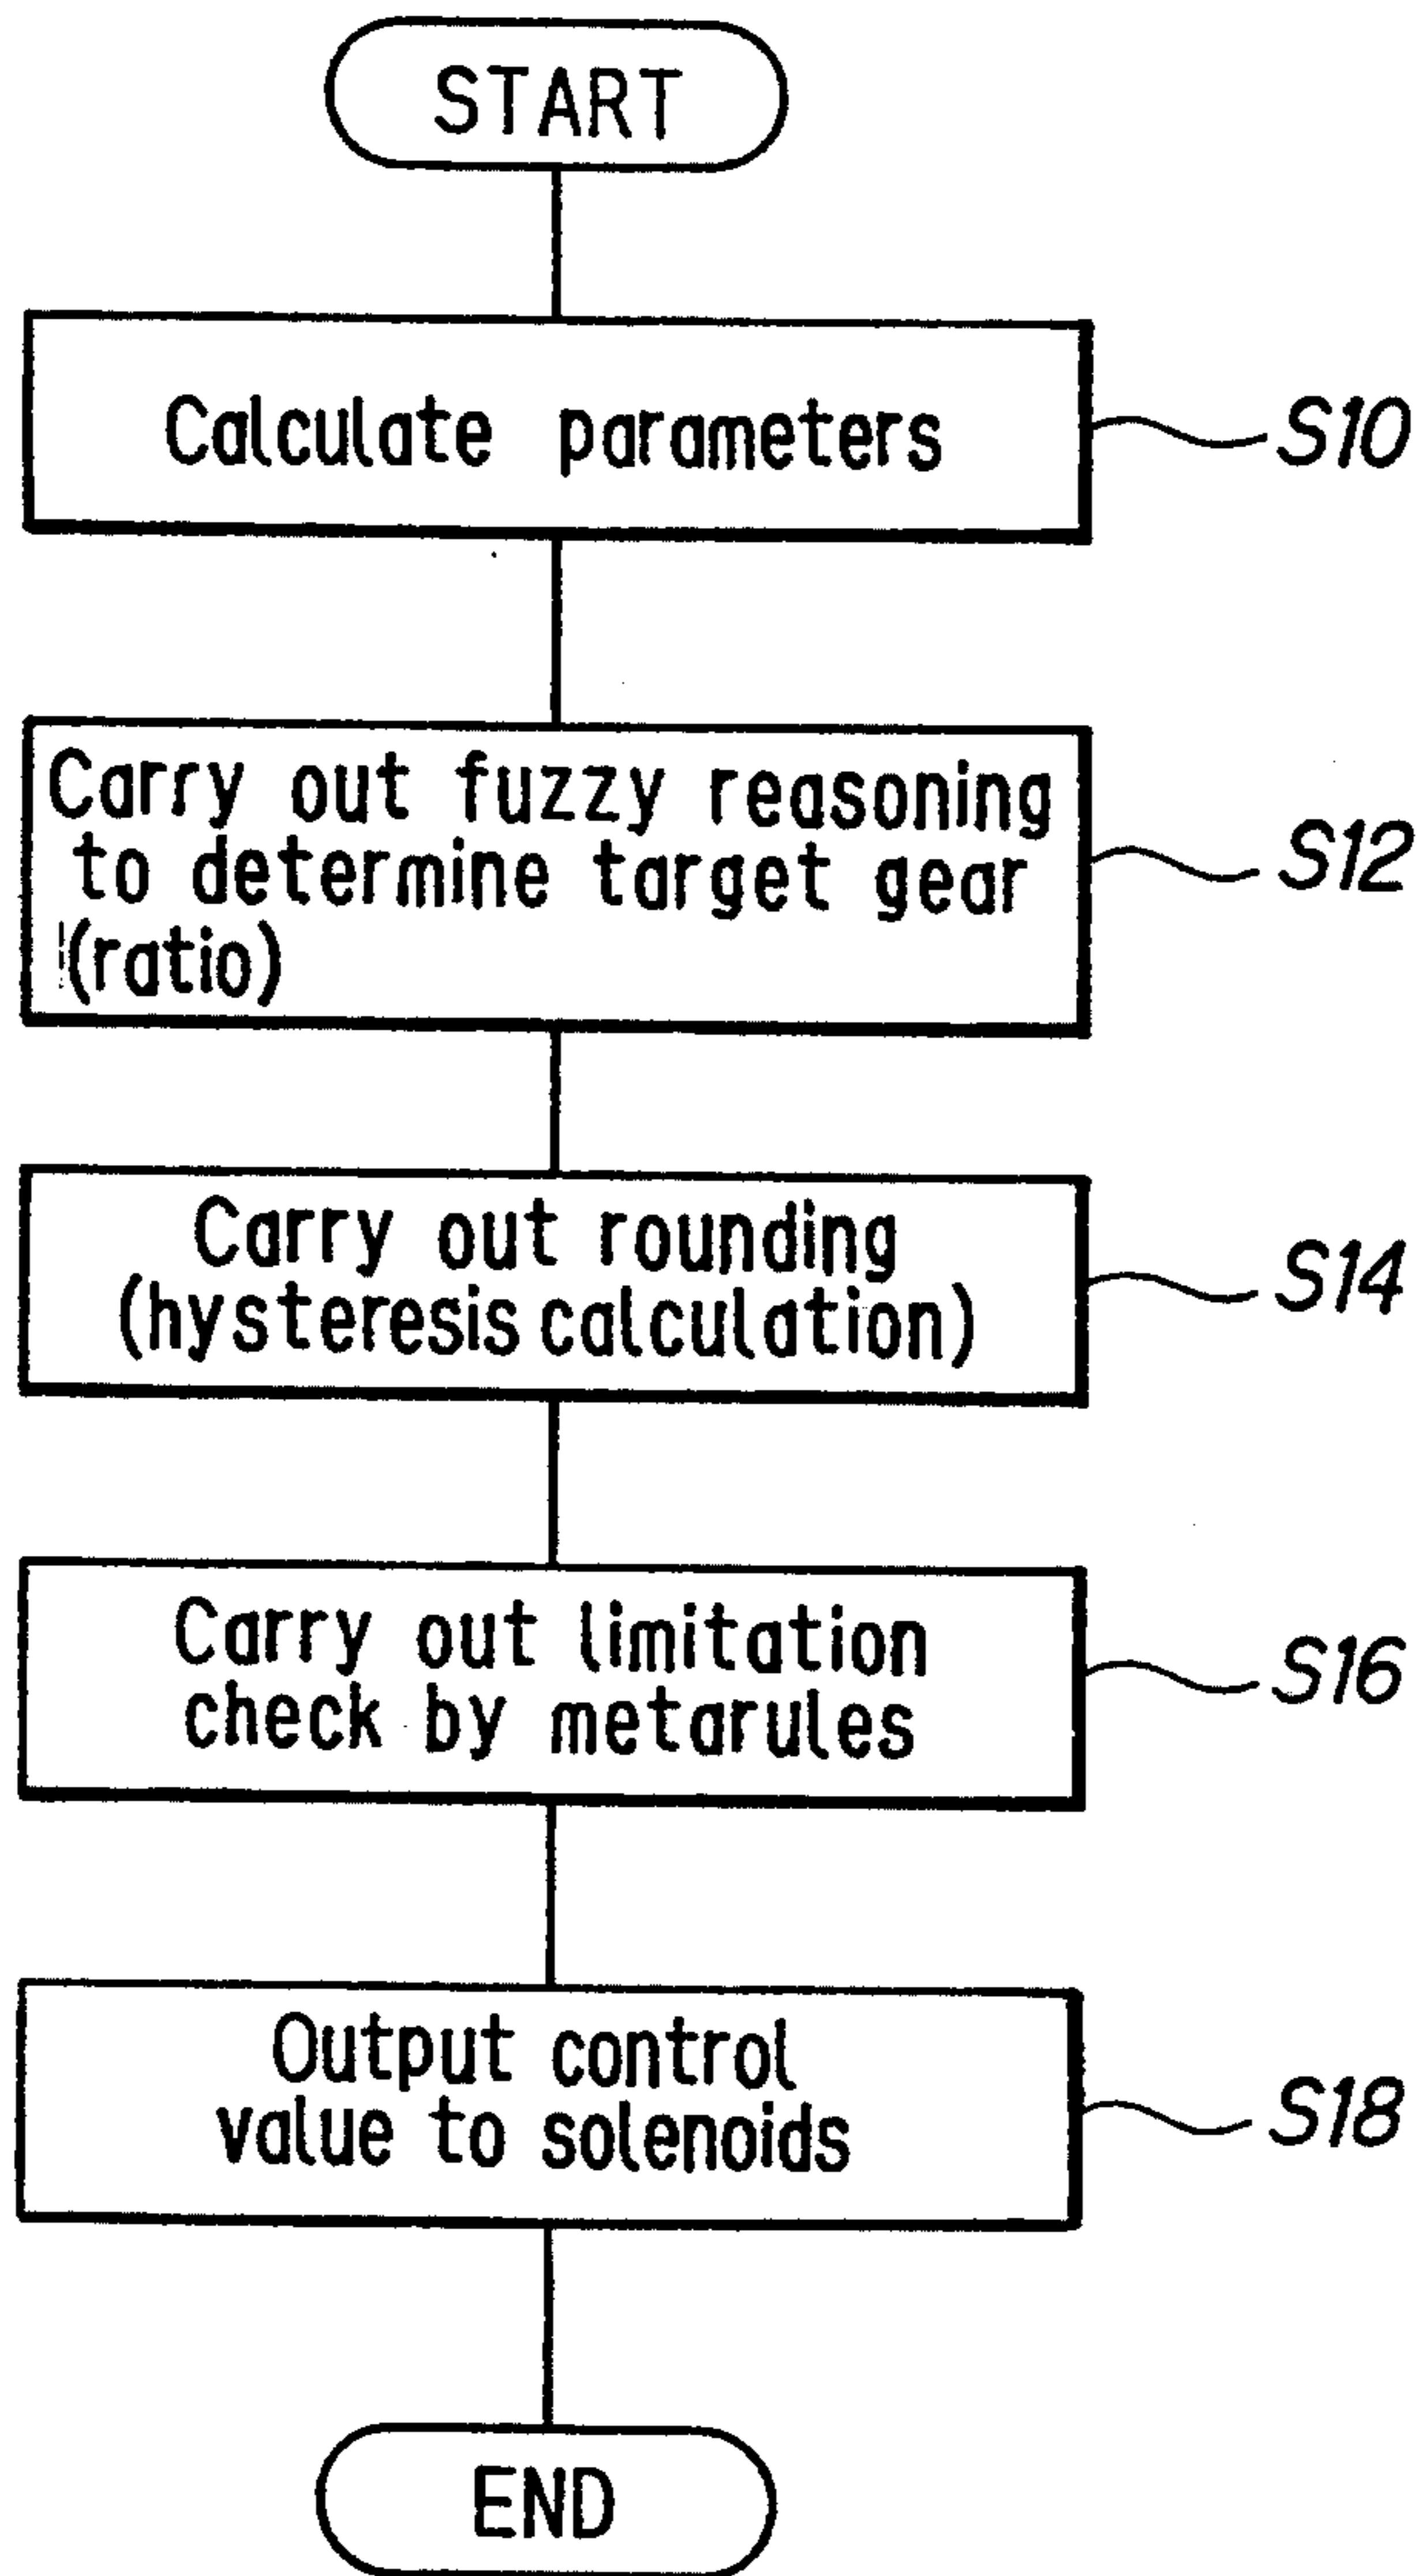 START
Calculate parameters
S10
Carry out fuzzy reasoning
to determine target gear
(ratio)
S12
Carry out rounding
(hysteresis calculation)
S14
Carry out limitation
check by metarules
S16
Output control
value to solenoids
S18
END